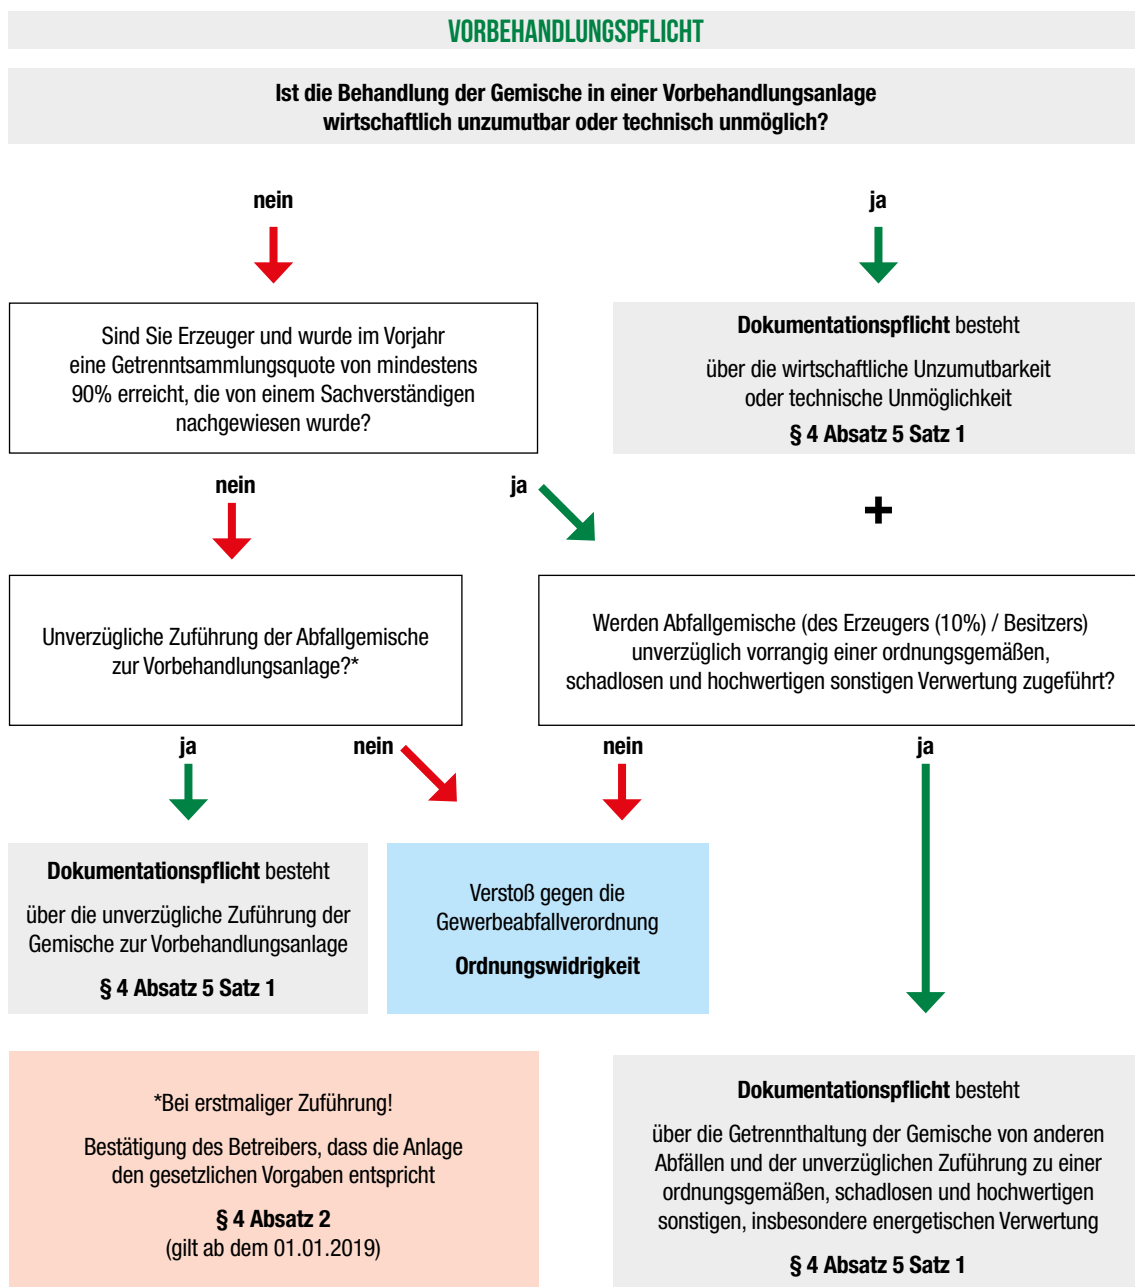 VORBEHANDLUNGSPFLICHT
Ist die Behandlung der Gemische in einer Vorbehandlungsanlage
wirtschaftlich unzumutbar oder technisch unmöglich?
nein
ja
Sind Sie Erzeuger und wurde im Vorjahr
eine Getrenntsammlungsquote von mindestens
90% erreicht, die von einem Sachverständigen
nachgewiesen wurde?
Dokumentationspflicht besteht
über die wirtschaftliche Unzumutbarkeit
oder technische Unmöglichkeit
§ 4 Absatz 5 Satz 1
nein
ja
+
Unverzügliche Zuführung der Abfallgemische
zur Vorbehandlungsanlage?*
Werden Abfallgemische (des Erzeugers (10%) / Besitzers)
unverzüglich vorrangig einer ordnungsgemäßen,
schadlosen und hochwertigen sonstigen Verwertung zugeführt?
ja
nein
nein
ja
Dokumentationspflicht besteht
über die unverzügliche Zuführung der
Gemische zur Vorbehandlungsanlage
§ 4 Absatz 5 Satz 1
Verstoß gegen die
Gewerbeabfallverordnung
Ordnungswidrigkeit
*Bei erstmaliger Zuführung!
Bestätigung des Betreibers, dass die Anlage
den gesetzlichen Vorgaben entspricht
§ 4 Absatz 2
(gilt ab dem 01.01.2019)
Dokumentationspflicht besteht
über die Getrennthaltung der Gemische von anderen
Abfällen und der unverzüglichen Zuführung zu einer
ordnungsgemäßen, schadlosen und hochwertigen
sonstigen, insbesondere energetischen Verwertung
§ 4 Absatz 5 Satz 1